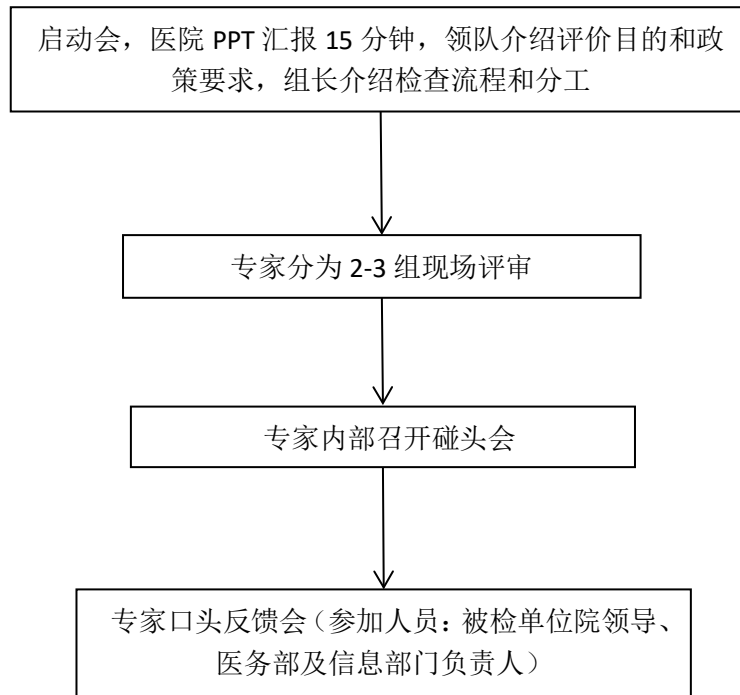 启动会，医院 PPT 汇报 15 分钟，领队介绍评价目的和政
策要求，组长介绍检查流程和分工
专家分为 2-3 组现场评审
专家内部召开碰头会
专家口头反馈会（参加人员：被检单位院领导、
医务部及信息部门负责人）